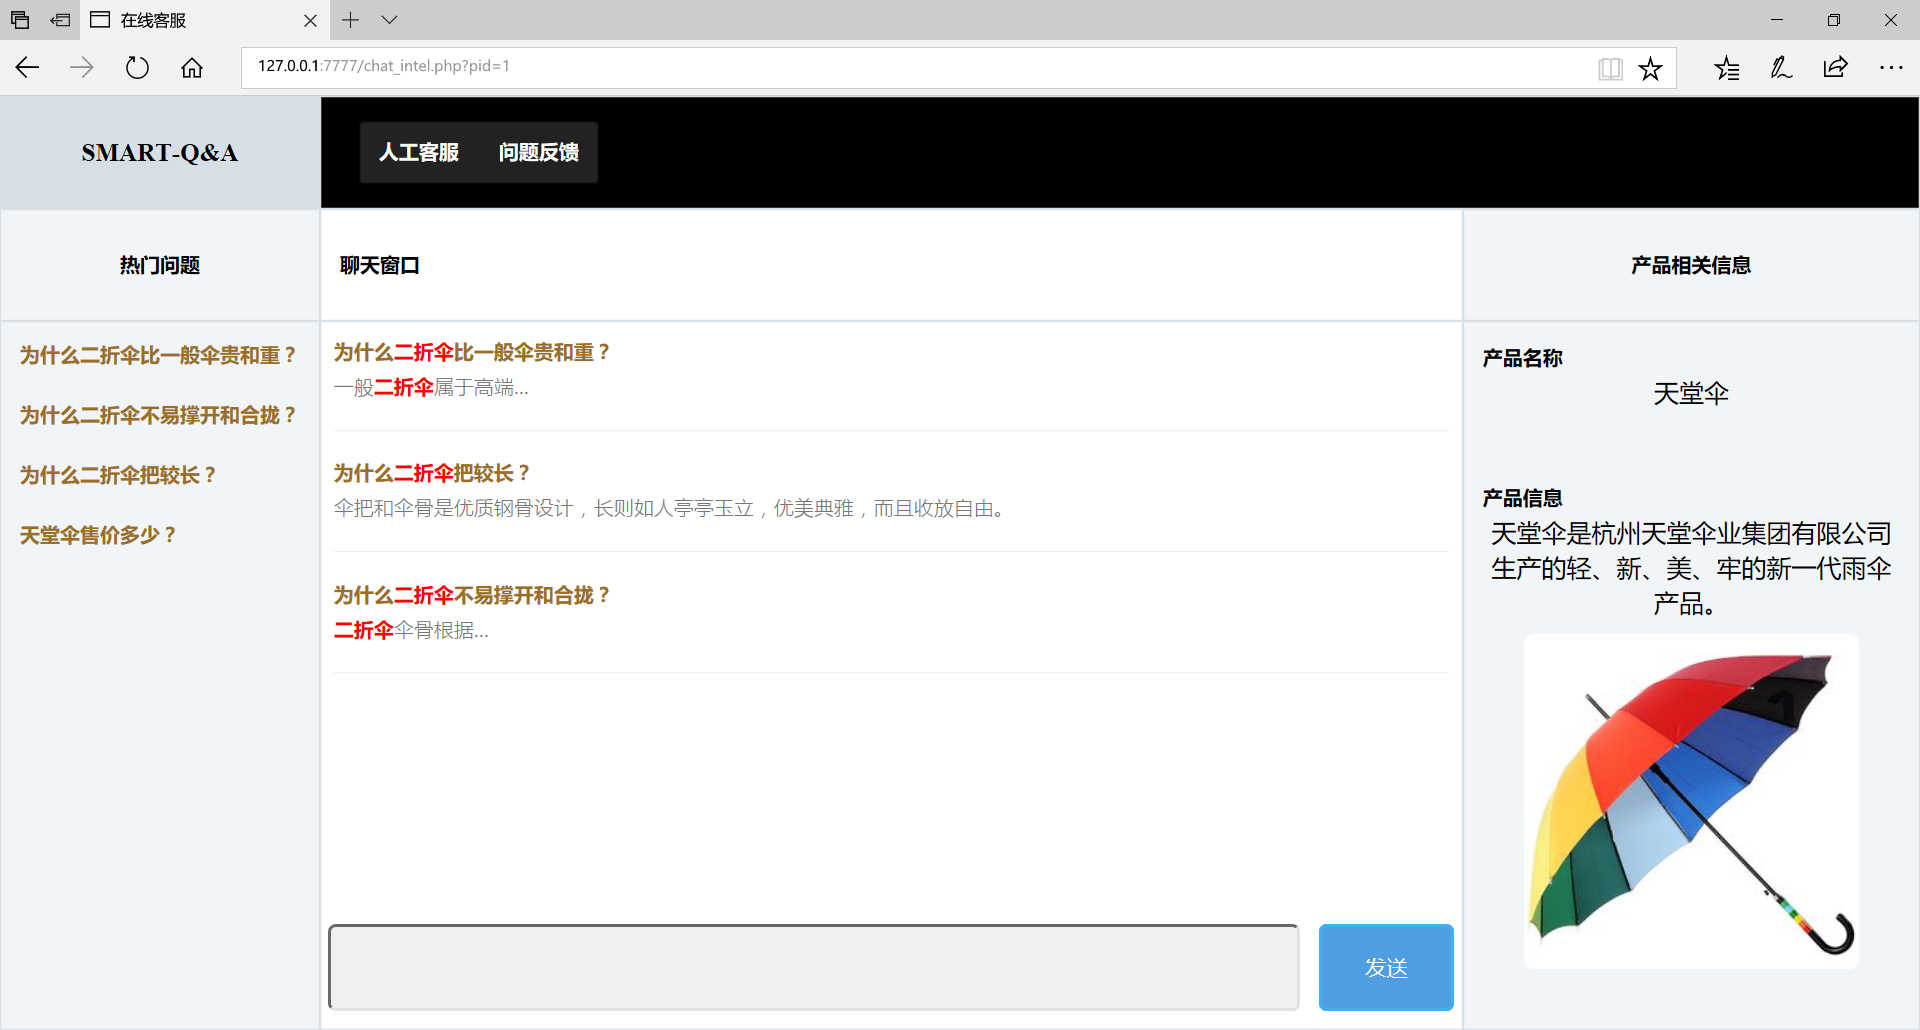 在线客服
127.0.0.1:7777/chat_intel.php?pid=1
SMART-Q&A
人工客服 问题反馈
热门问题
聊天窗口
产品相关信息
为什么二折伞比一般伞贵和重？
为什么二折伞不易撑开和合拢？
为什么二折伞把较长？
天堂伞售价多少？
为什么二折伞比一般伞贵和重？
一般二折伞属于高端...
为什么二折伞把较长？
伞把和伞骨是优质钢骨设计，长则如人亭亭玉立，优美典雅，而且收放自由。
为什么二折伞不易撑开和合拢？
二折伞伞骨根据...
发送
产品名称
天堂伞
产品信息
天堂伞是杭州天堂伞业集团有限公司
生产的轻、新、美、牢的新一代雨伞
产品。